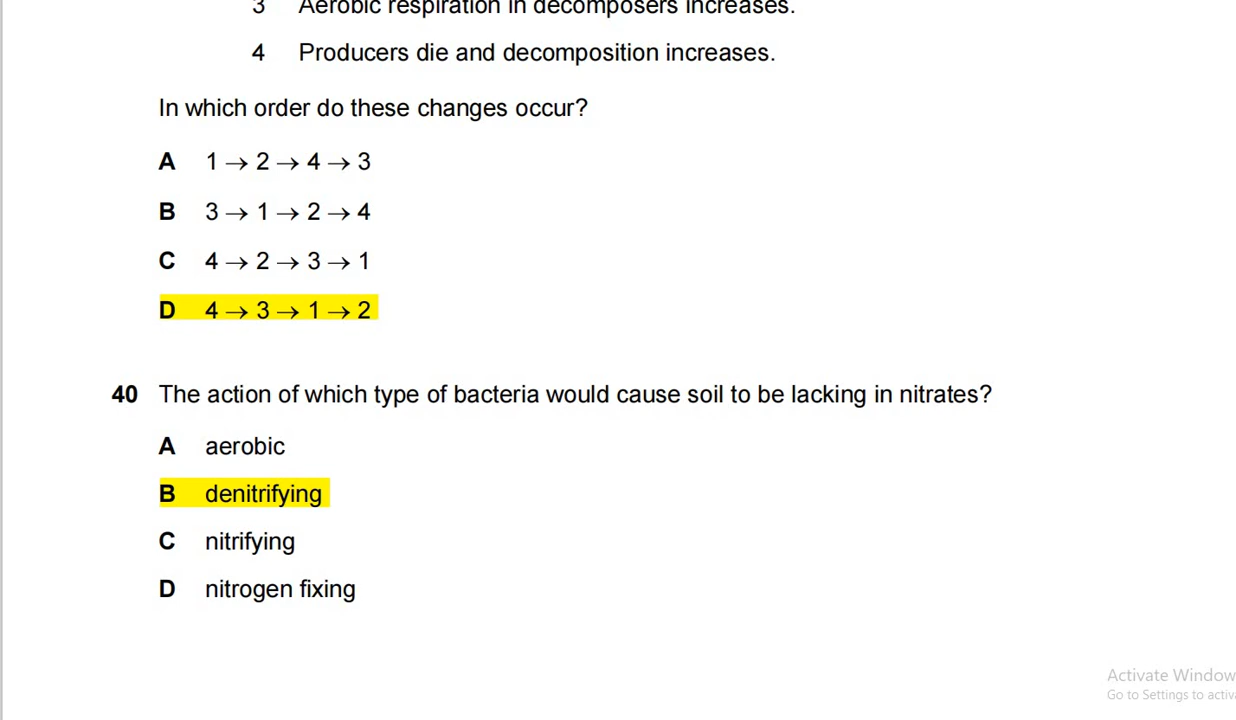 3 Aerobic respiration in decomposers increases.
4 Producers die and decomposition increases.
In which order do these changes occur?
A 1 → 2 → 4 → 3
B 3 → 1 → 2 → 4
C 4 → 2 → 3 → 1
D 4 → 3 → 1 → 2
40 The action of which type of bacteria would cause soil to be lacking in nitrates?
A aerobic
B denitrifying
C nitrifying
D nitrogen fixing
Activate Window
Go to Settings to activ